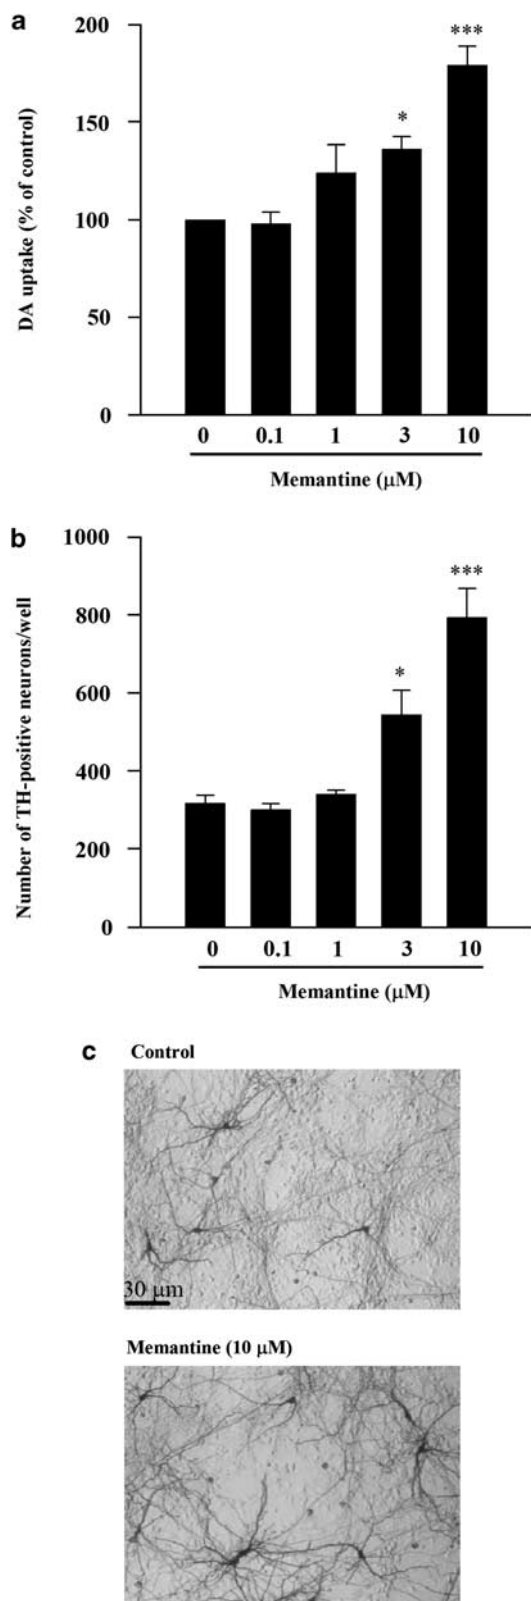 a
DA uptake (% of control)
200
150
100
50
0
*
***
0 0.1 1 3 10
Memantine (μM)
b
Number of TH-positive neurons/well
1000
800
600
400
200
0
*
***
0 0.1 1 3 10
Memantine (μM)
c
Control
30 μm
Memantine (10 μM)